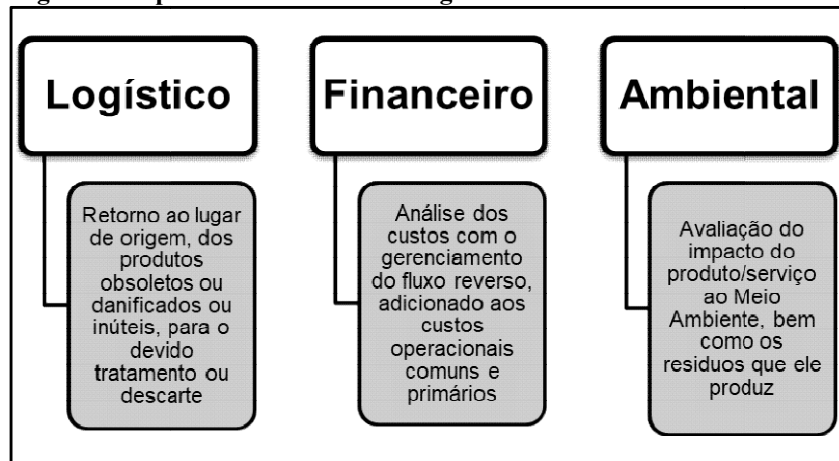 Logístico
Retorno ao lugar
de origem, dos
produtos
obsoletos ou
danificados ou
inúteis, para o
devido
tratamento ou
descarte
Financeiro
Análise dos
custos com o
gerenciamento
do fluxo reverso,
adicionado aos
custos
operacionais
comuns e
primários
Ambiental
Avaliação do
impacto do
produto/serviço
ao Meio
Ambiente, bem
como os
residuos que ele
produz